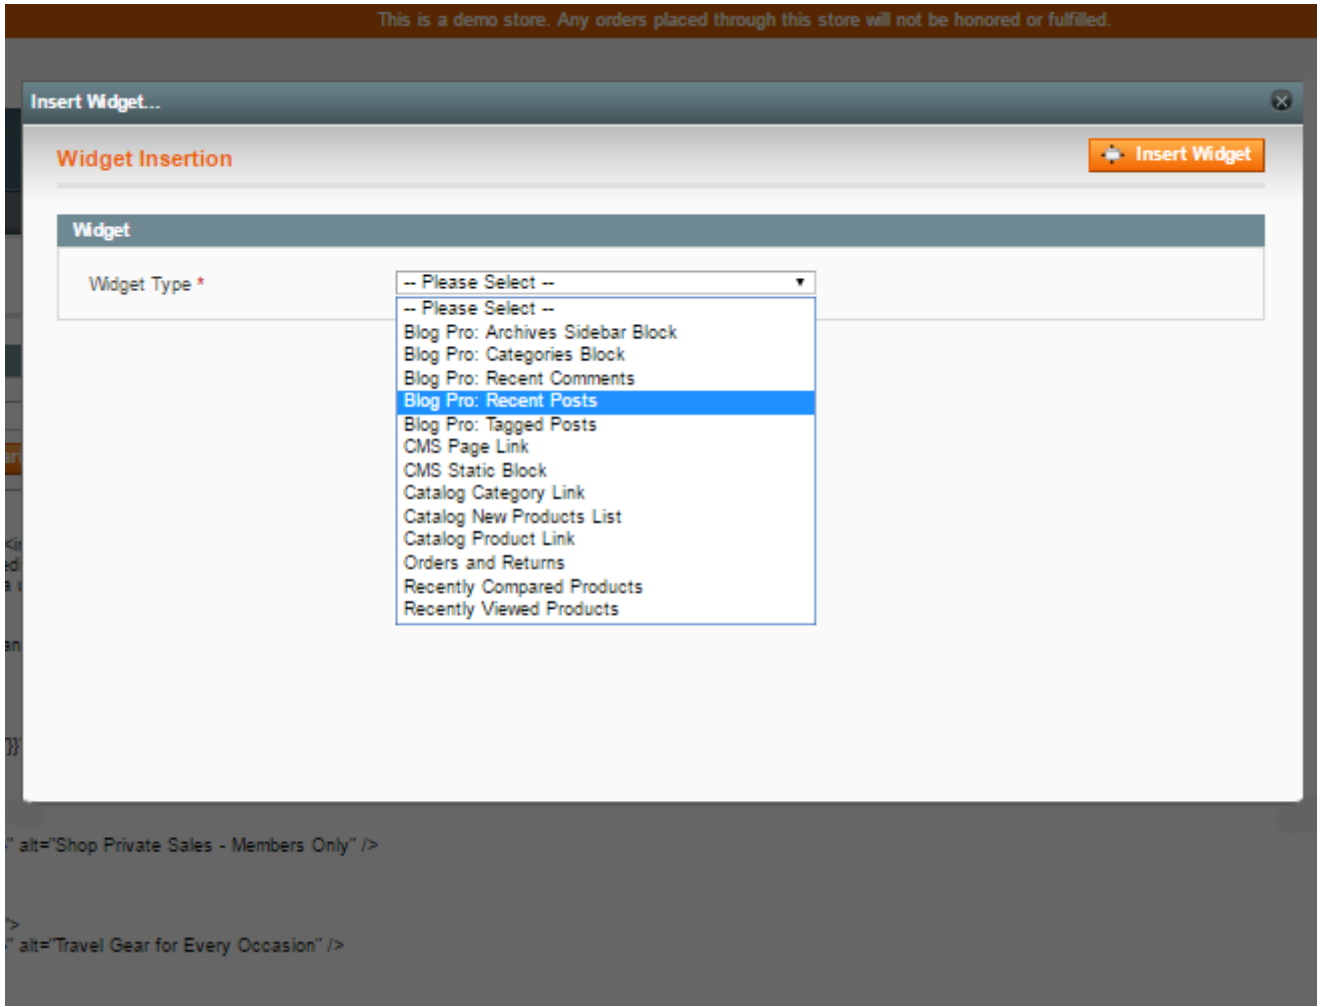 This is a demo store. Any orders placed through this store will not be honored or fulfilled.
Insert Widget...
Widget Insertion
Insert Widget
Widget
Widget Type *
-- Please Select --
-- Please Select --
Blog Pro: Archives Sidebar Block
Blog Pro: Categories Block
Blog Pro: Recent Comments
Blog Pro: Recent Posts
Blog Pro: Tagged Posts
CMS Page Link
CMS Static Block
Catalog Category Link
Catalog New Products List
Catalog Product Link
Orders and Returns
Recently Compared Products
Recently Viewed Products
}}
" alt="Shop Private Sales - Members Only" />
">
" alt="Travel Gear for Every Occasion" />